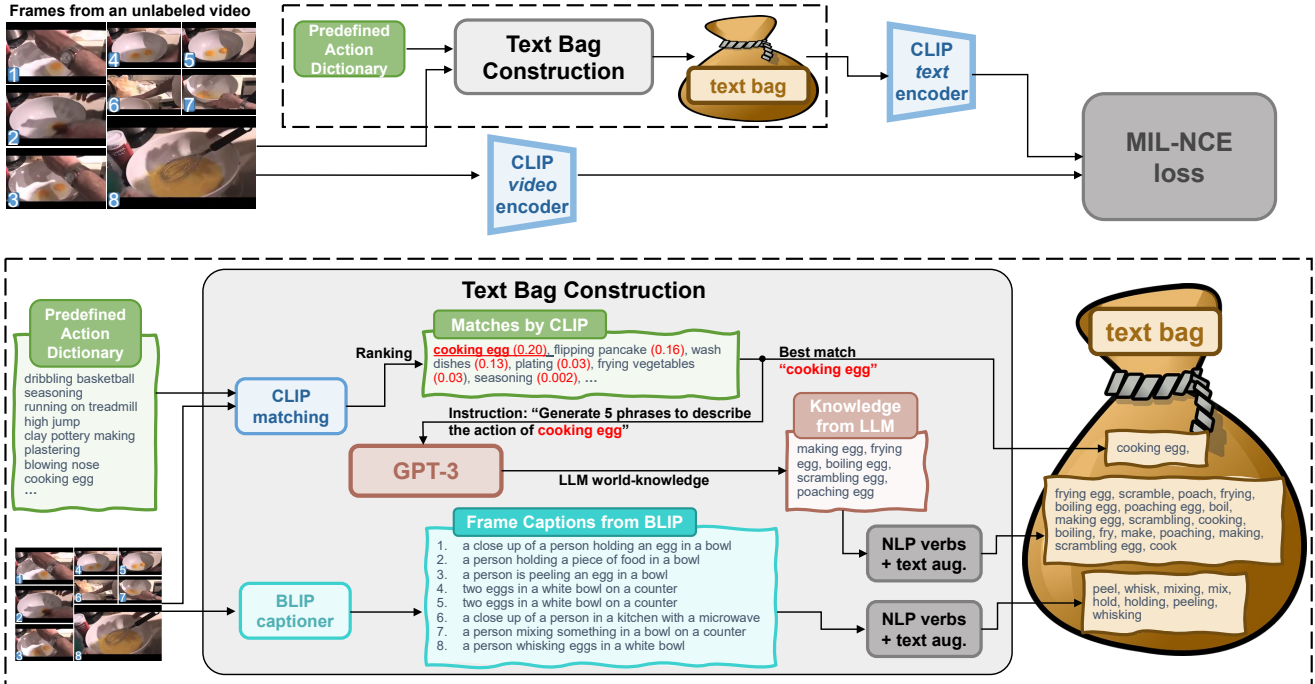 Frames from an unlabeled video
1
2
3
4
5
6
7
8
Predefined
Action
Dictionary
Text Bag
Construction
text bag
CLIP
text
encoder
CLIP
video
encoder
MIL-NCE
loss
Text Bag Construction
Predefined
Action
Dictionary
dribbling basketball
seasoning
running on treadmill
high jump
clay pottery making
plastering
blowing nose
cooking egg
...
CLIP
matching
Ranking
Matches by CLIP
cooking egg (0.20), flipping pancake (0.16), wash
dishes (0.13), plating (0.03), frying vegetables
(0.03), seasoning (0.002), ...
Best match
“cooking egg”
Instruction: “Generate 5 phrases to describe
the action of cooking egg”
GPT-3
LLM world-knowledge
Knowledge
from LLM
making egg, frying
egg, boiling egg,
scrambling egg,
poaching egg
NLP verbs
+ text aug.
1
2
3
4
5
6
7
8
BLIP
captioner
Frame Captions from BLIP
1. a close up of a person holding an egg in a bowl
2. a person holding a piece of food in a bowl
3. a person is peeling an egg in a bowl
4. two eggs in a white bowl on a counter
5. two eggs in a white bowl on a counter
6. a close up of a person in a kitchen with a microwave
7. a person mixing something in a bowl on a counter
8. a person whisking eggs in a white bowl
NLP verbs
+ text aug.
text bag
cooking egg,
frying egg, scramble, poach, frying,
boiling egg, poaching egg, boil,
making egg, scrambling, cooking,
boiling, fry, make, poaching, making,
scrambling egg, cook
peel, whisk, mixing, mix,
hold, holding, peeling,
whisking